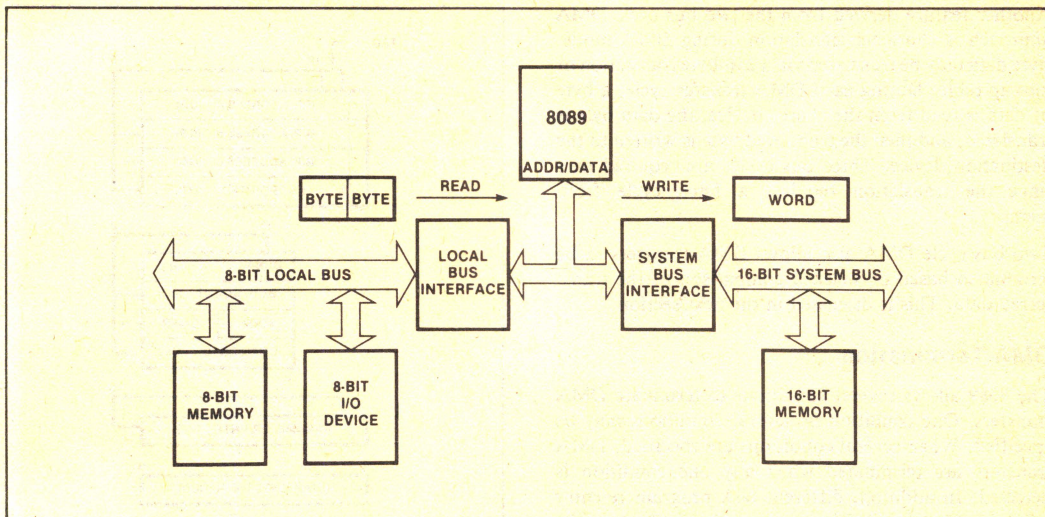 8089
ADDR/DATA
BYTE BYTE
READ
WRITE
WORD
8-BIT LOCAL BUS
LOCAL
BUS
INTERFACE
SYSTEM
BUS
INTERFACE
16-BIT SYSTEM BUS
8-BIT
MEMORY
8-BIT
I/O
DEVICE
16-BIT
MEMORY